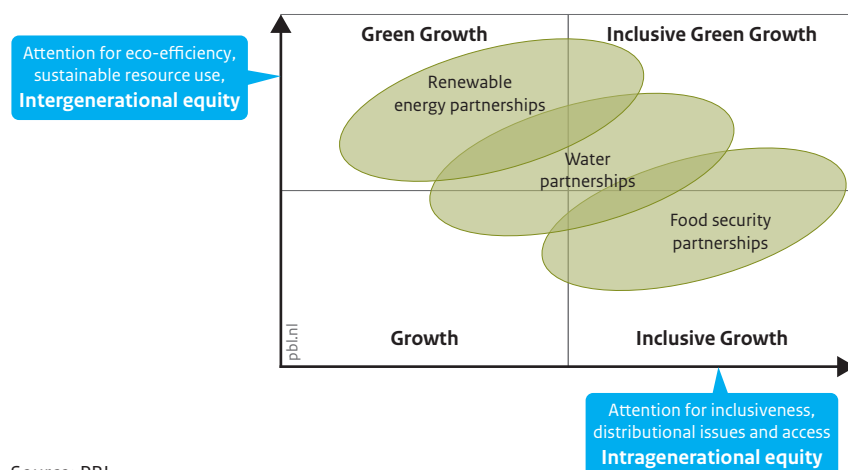 Green Growth
Inclusive Green Growth
Attention for eco-efficiency,
sustainable resource use,
Intergenerational equity
Renewable
energy partnerships
Water
partnerships
Food security
partnerships
pbl.nl
Growth
Inclusive Growth
Attention for inclusiveness,
distributional issues and access
Intragenerational equity